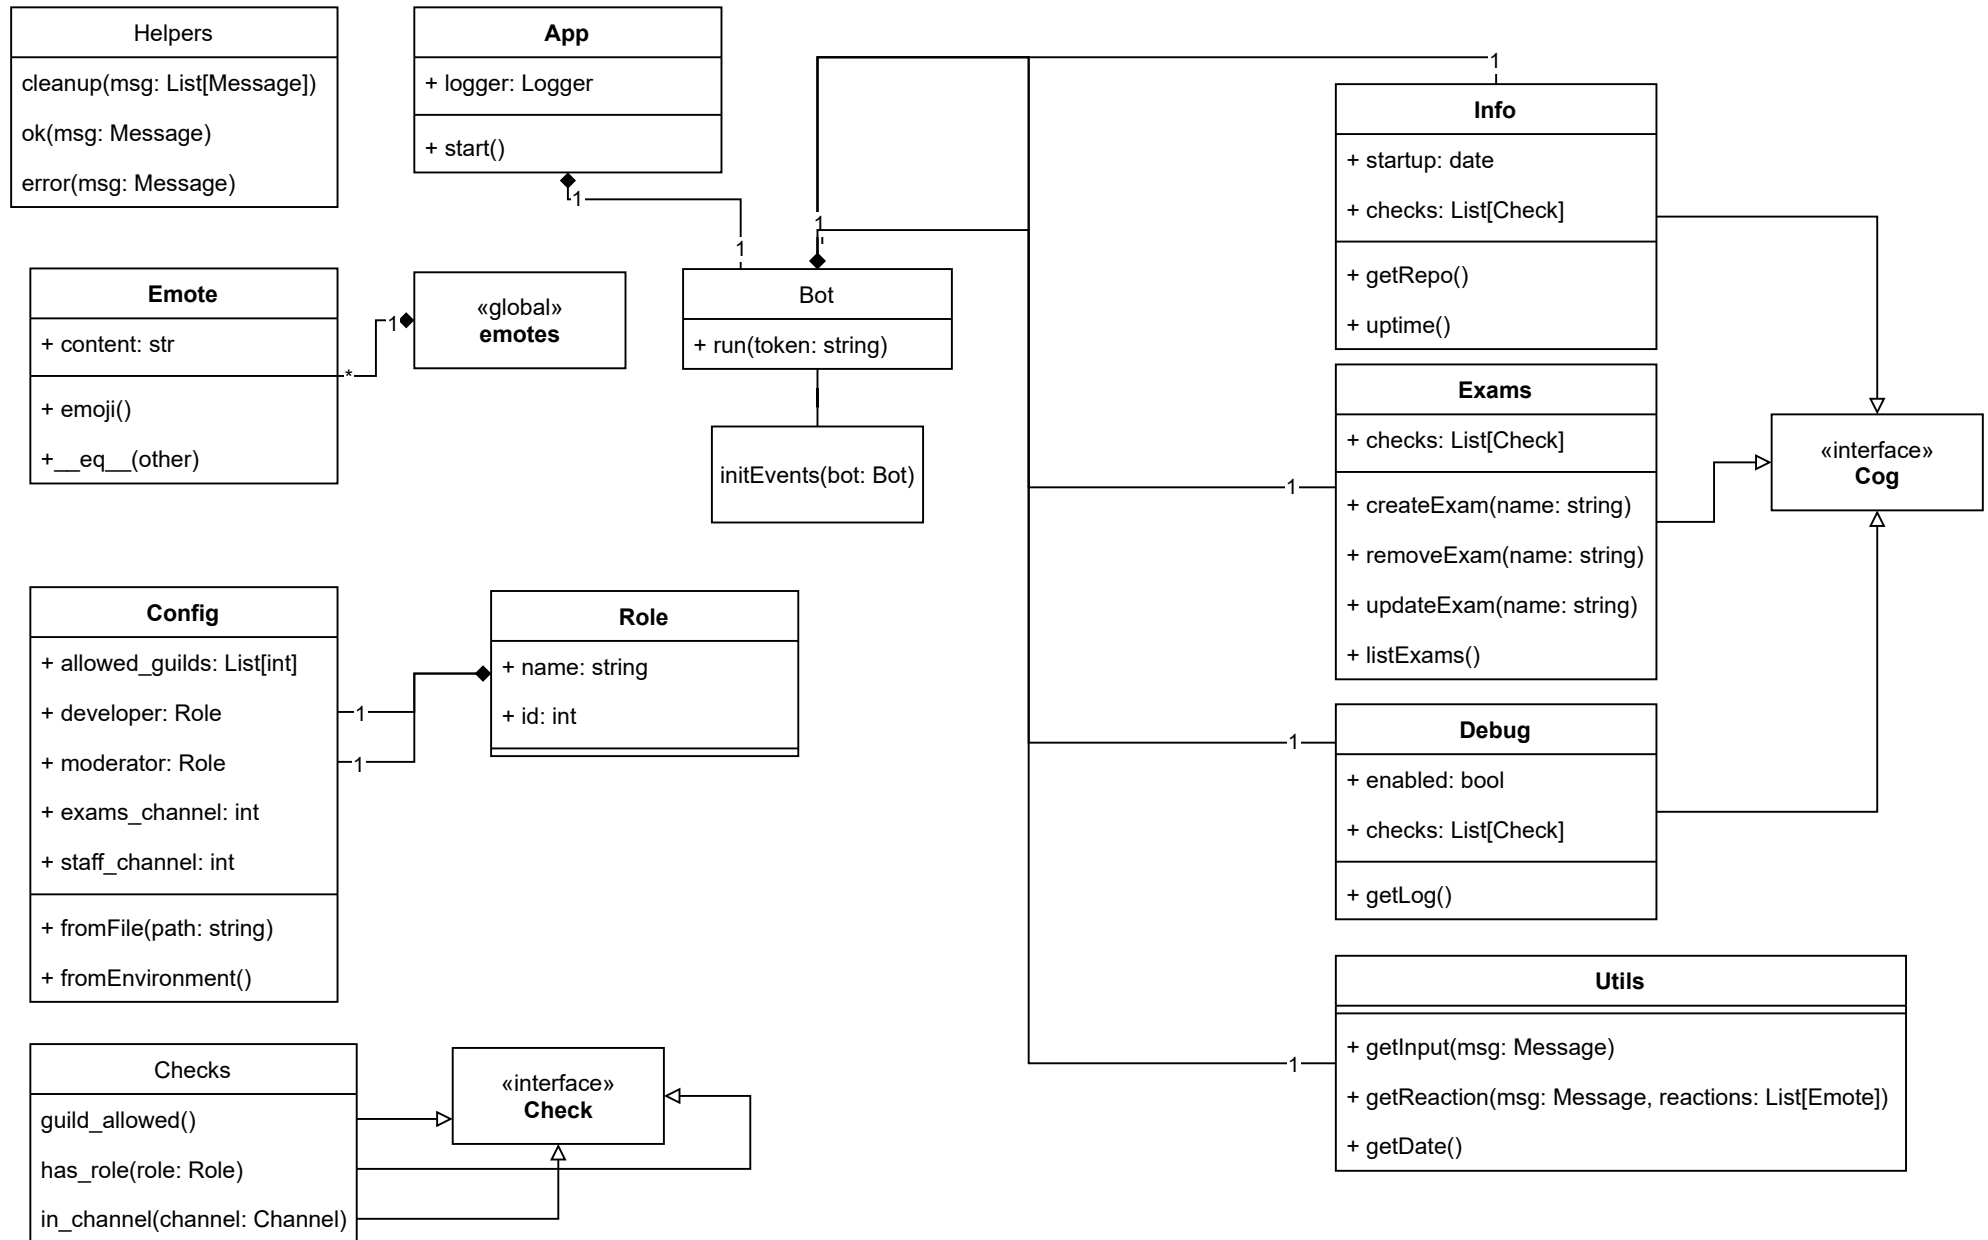 Helpers
cleanup(msg: List[Message])
ok(msg: Message)
error(msg: Message)
App
+ logger: Logger
+ start()
1
1
1
1
Info
+ startup: date
+ checks: List[Check]
+ getRepo()
+ uptime()
Emote
+ content: str
+ emoji()
+__eq__(other)
1
*
«global»
emotes
Bot
+ run(token: string)
initEvents(bot: Bot)
Exams
+ checks: List[Check]
+ createExam(name: string)
+ removeExam(name: string)
+ updateExam(name: string)
+ listExams()
1
«interface»
Cog
Config
+ allowed_guilds: List[int]
+ developer: Role
+ moderator: Role
+ exams_channel: int
+ staff_channel: int
+ fromFile(path: string)
+ fromEnvironment()
1
1
Role
+ name: string
+ id: int
1
Debug
+ enabled: bool
+ checks: List[Check]
+ getLog()
1
Utils
+ getInput(msg: Message)
+ getReaction(msg: Message, reactions: List[Emote])
+ getDate()
Checks
guild_allowed()
has_role(role: Role)
in_channel(channel: Channel)
«interface»
Check